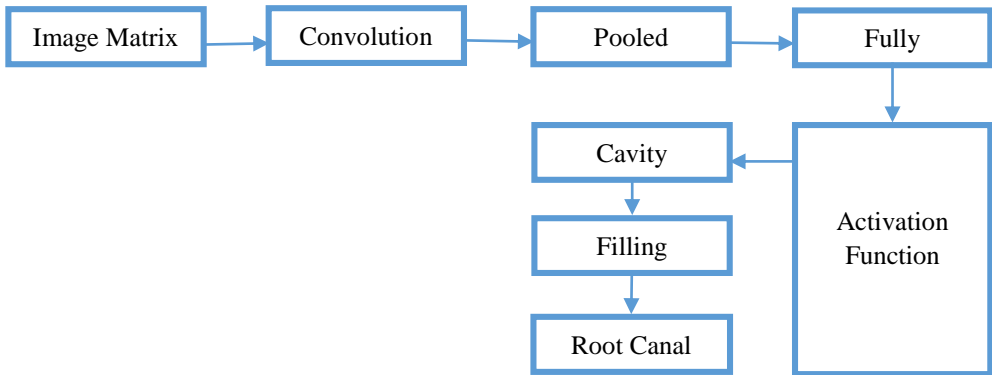 Image Matrix
Convolution
Pooled
Fully
Cavity
Filling
Root Canal
Activation
Function